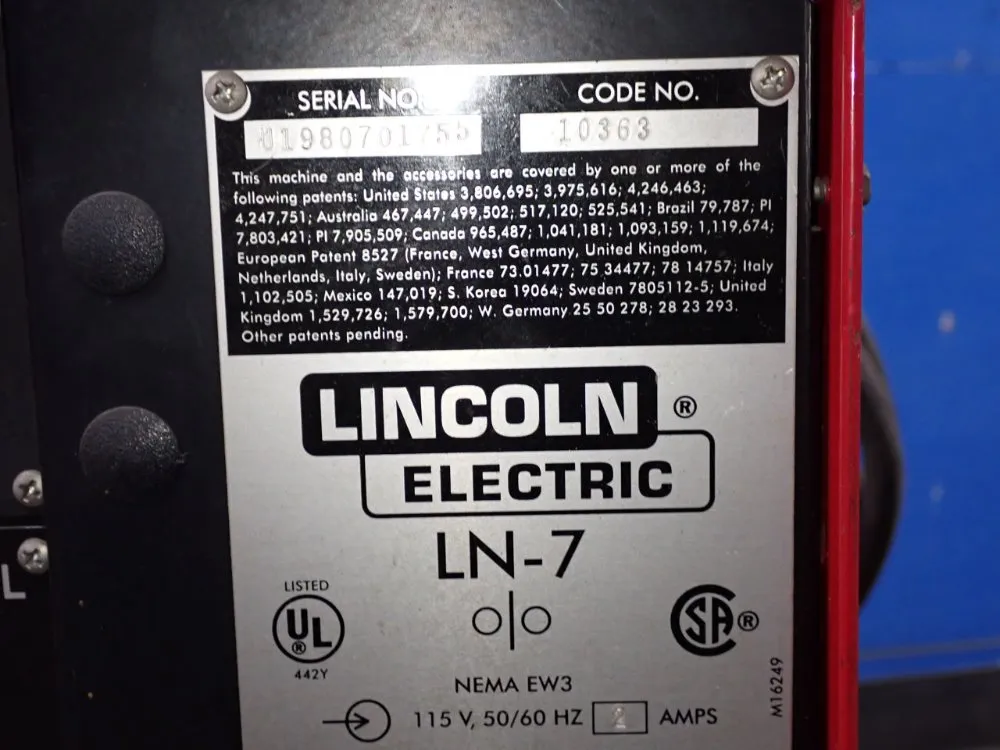 SERIAL NO.
CODE NO.
10363
This machine and the accessories are covered by one or more of the
following patents: United States 3,806,695; 3,975,616; 4,246,463;
4,247,751; Australia 467,447; 499,502; 517,120; 525,541; Brazil 79,787; PI
7,803,421; PI 7,905,509; Canada 965,487; 1,041,181; 1,093,159; 1,119,674;
European Patent 8527 (France, West Germany, United Kingdom,
Netherlands, Italy, Sweden); France 73.01477; 75 34477; 78 14757; Italy
1,102,505; Mexico 147,019; S. Korea 19064; Sweden 7805112-5; United
Kingdom 1,529,726; 1,579,700; W. Germany 25 50 278; 28 23 293.
Other patents pending.
LINCOLN ®
ELECTRIC
LN-7
LISTED
UL ®
442Y
SA ®
NEMA EW3
115 V, 50/60 HZ 2 AMPS
M16249
L